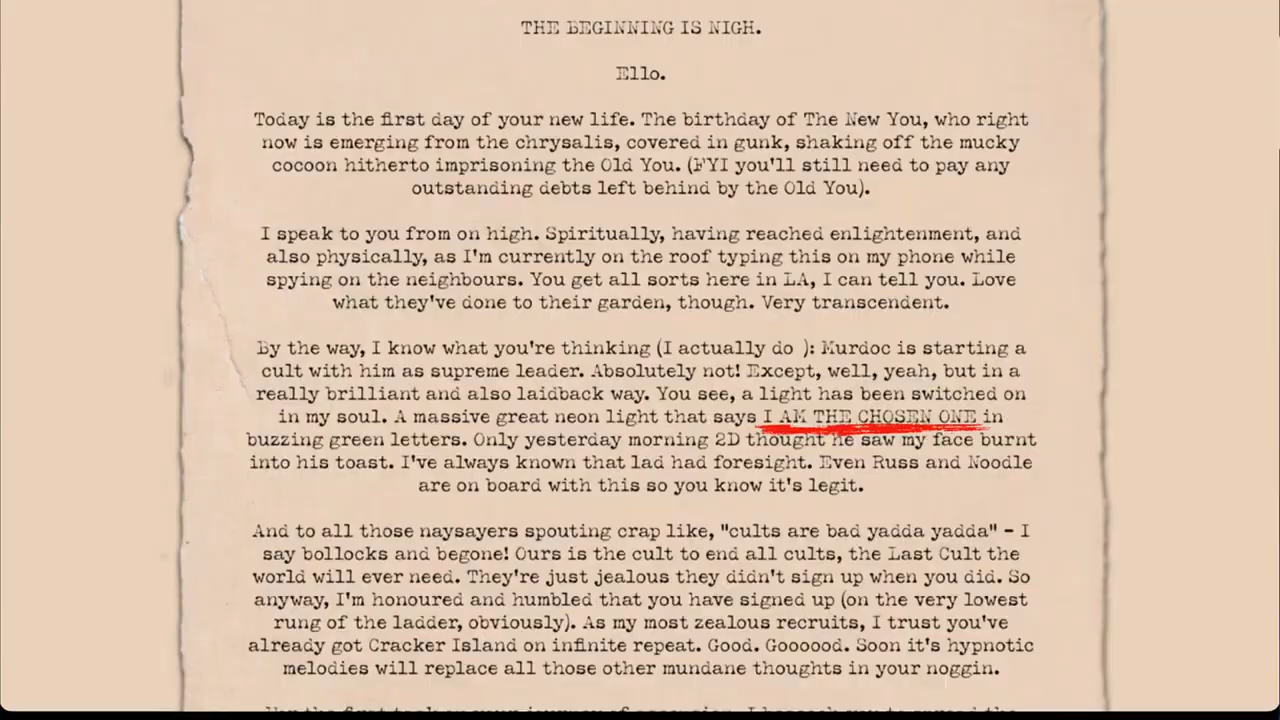 THE BEGINNING IS NIGH.
Ello.
Today is the first day of your new life. The birthday of The New You, who right
now is emerging from the chrysalis, covered in gunk, shaking off the mucky
cocoon hitherto imprisoning the Old You. (FYI you'll still need to pay any
outstanding debts left behind by the Old You).
I speak to you from on high. Spiritually, having reached enlightenment, and
also physically, as I'm currently on the roof typing this on my phone while
spying on the neighbours. You get all sorts here in LA, I can tell you. Love
what they've done to their garden, though. Very transcendent.
By the way, I know what you're thinking (I actually do ): Murdoc is starting a
cult with him as supreme leader. Absolutely not! Except, well, yeah, but in a
really brilliant and also laidback way. You see, a light has been switched on
in my soul. A massive great neon light that says I AM THE CHOSEN ONE in
buzzing green letters. Only yesterday morning 2D thought he saw my face burnt
into his toast. I've always known that lad had foresight. Even Russ and Noodle
are on board with this so you know it's legit.
And to all those naysayers spouting crap like, "cults are bad yadda yadda" – I
say bollocks and begone! Ours is the cult to end all cults, the Last Cult the
world will ever need. They're just jealous they didn't sign up when you did. So
anyway, I'm honoured and humbled that you have signed up (on the very lowest
rung of the ladder, obviously). As my most zealous recruits, I trust you've
already got Cracker Island on infinite repeat. Good. Goooood. Soon it's hypnotic
melodies will replace all those other mundane thoughts in your noggin.